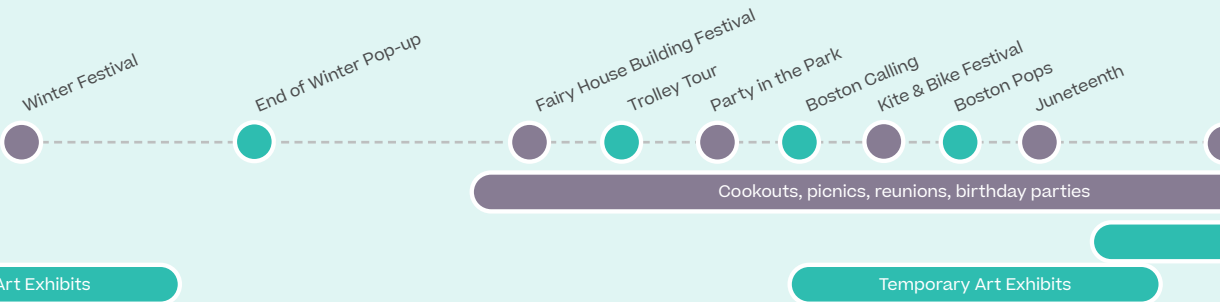 Winter Festival
End of Winter Pop-up
Fairy House Building Festival
Trolley Tour
Party in the Park
Boston Calling
Kite & Bike Festival
Boston Pops
Juneteenth
Cookouts, picnics, reunions, birthday parties
Art Exhibits
Temporary Art Exhibits